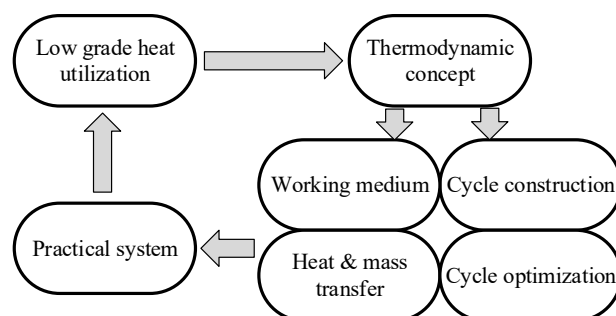 Low grade heat
utilization
Thermodynamic
concept
Working medium
Cycle construction
Practical system
Heat & mass
transfer
Cycle optimization